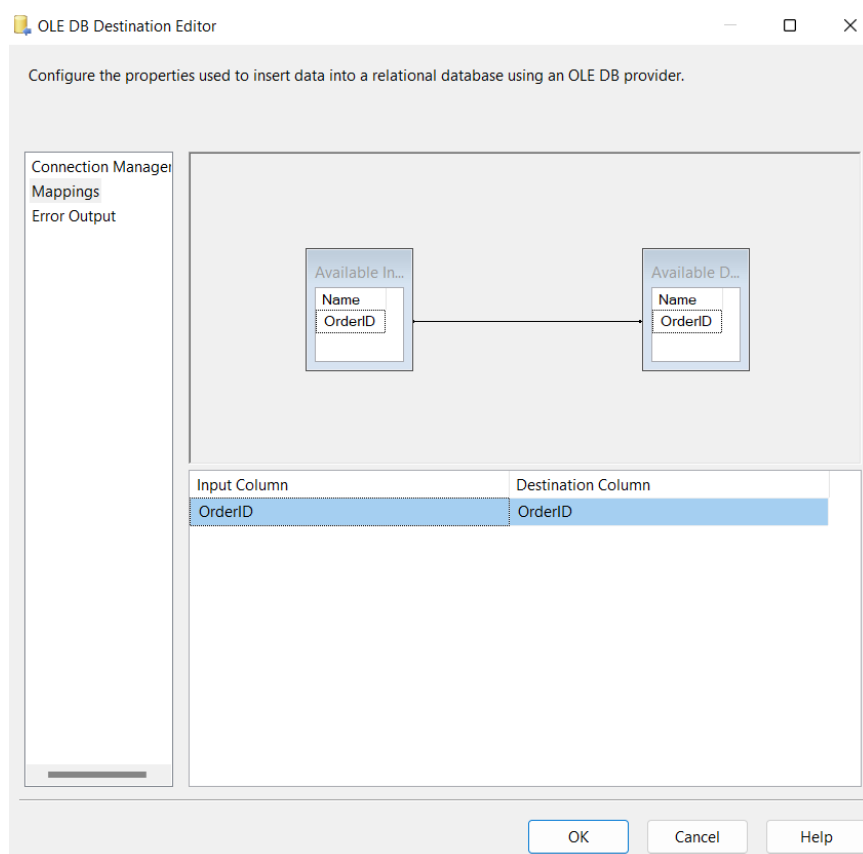 OLE DB Destination Editor
Configure the properties used to insert data into a relational database using an OLE DB provider.
Connection Manager
Mappings
Error Output
Available In...
Name
OrderID
Available D...
Name
OrderID
Input Column Destination Column
OrderID OrderID
OK Cancel Help